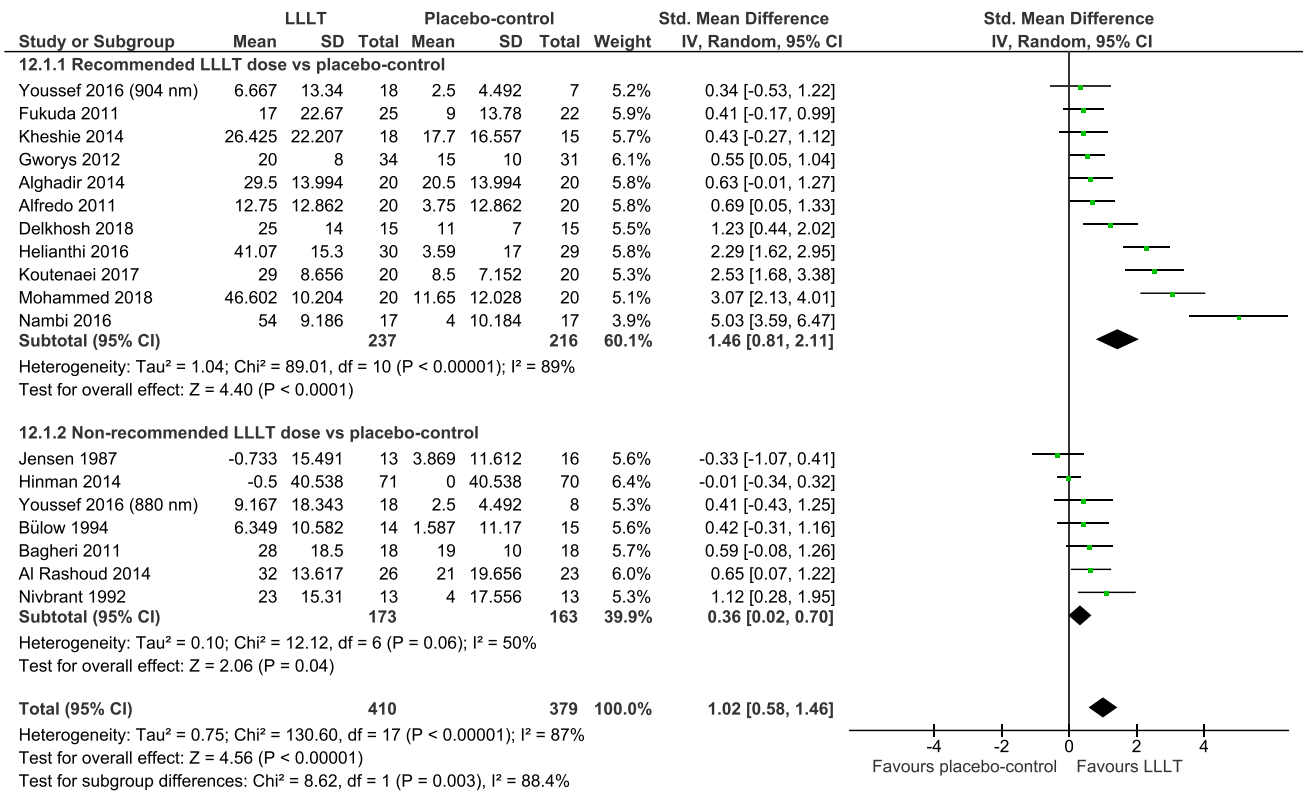 LLLT Placebo-control Std. Mean Difference Std. Mean Difference
Study or Subgroup Mean SD Total Mean SD Total Weight IV, Random, 95% CI IV, Random, 95% CI
12.1.1 Recommended LLLT dose vs placebo-control
Youssef 2016 (904 nm) 6.667 13.34 18 2.5 4.492 7 5.2% 0.34 [-0.53, 1.22]
Fukuda 2011 17 22.67 25 9 13.78 22 5.9% 0.41 [-0.17, 0.99]
Kheshie 2014 26.425 22.207 18 17.7 16.557 15 5.7% 0.43 [-0.27, 1.12]
Gworys 2012 20 8 34 15 10 31 6.1% 0.55 [0.05, 1.04]
Alghadir 2014 29.5 13.994 20 20.5 13.994 20 5.8% 0.63 [-0.01, 1.27]
Alfredo 2011 12.75 12.862 20 3.75 12.862 20 5.8% 0.69 [0.05, 1.33]
Delkhosh 2018 25 14 15 11 7 15 5.5% 1.23 [0.44, 2.02]
Helianthi 2016 41.07 15.3 30 3.59 17 29 5.8% 2.29 [1.62, 2.95]
Koutenaei 2017 29 8.656 20 8.5 7.152 20 5.3% 2.53 [1.68, 3.38]
Mohammed 2018 46.602 10.204 20 11.65 12.028 20 5.1% 3.07 [2.13, 4.01]
Nambi 2016 54 9.186 17 4 10.184 17 3.9% 5.03 [3.59, 6.47]
Subtotal (95% CI) 237 216 60.1% 1.46 [0.81, 2.11]
Heterogeneity: Tau² = 1.04; Chi² = 89.01, df = 10 (P < 0.00001); I² = 89%
Test for overall effect: Z = 4.40 (P < 0.0001)
12.1.2 Non-recommended LLLT dose vs placebo-control
Jensen 1987 -0.733 15.491 13 3.869 11.612 16 5.6% -0.33 [-1.07, 0.41]
Hinman 2014 -0.5 40.538 71 0 40.538 70 6.4% -0.01 [-0.34, 0.32]
Youssef 2016 (880 nm) 9.167 18.343 18 2.5 4.492 8 5.3% 0.41 [-0.43, 1.25]
Bülow 1994 6.349 10.582 14 1.587 11.17 15 5.6% 0.42 [-0.31, 1.16]
Bagheri 2011 28 18.5 18 19 10 18 5.7% 0.59 [-0.08, 1.26]
Al Rashoud 2014 32 13.617 26 21 19.656 23 6.0% 0.65 [0.07, 1.22]
Nivbrant 1992 23 15.31 13 4 17.556 13 5.3% 1.12 [0.28, 1.95]
Subtotal (95% CI) 173 163 39.9% 0.36 [0.02, 0.70]
Heterogeneity: Tau² = 0.10; Chi² = 12.12, df = 6 (P = 0.06); I² = 50%
Test for overall effect: Z = 2.06 (P = 0.04)
Total (95% CI) 410 379 100.0% 1.02 [0.58, 1.46]
Heterogeneity: Tau² = 0.75; Chi² = 130.60, df = 17 (P < 0.00001); I² = 87%
Test for overall effect: Z = 4.56 (P < 0.00001)
Test for subgroup differences: Chi² = 8.62, df = 1 (P = 0.003), I² = 88.4%
-4 -2 0 2 4
Favours placebo-control Favours LLLT